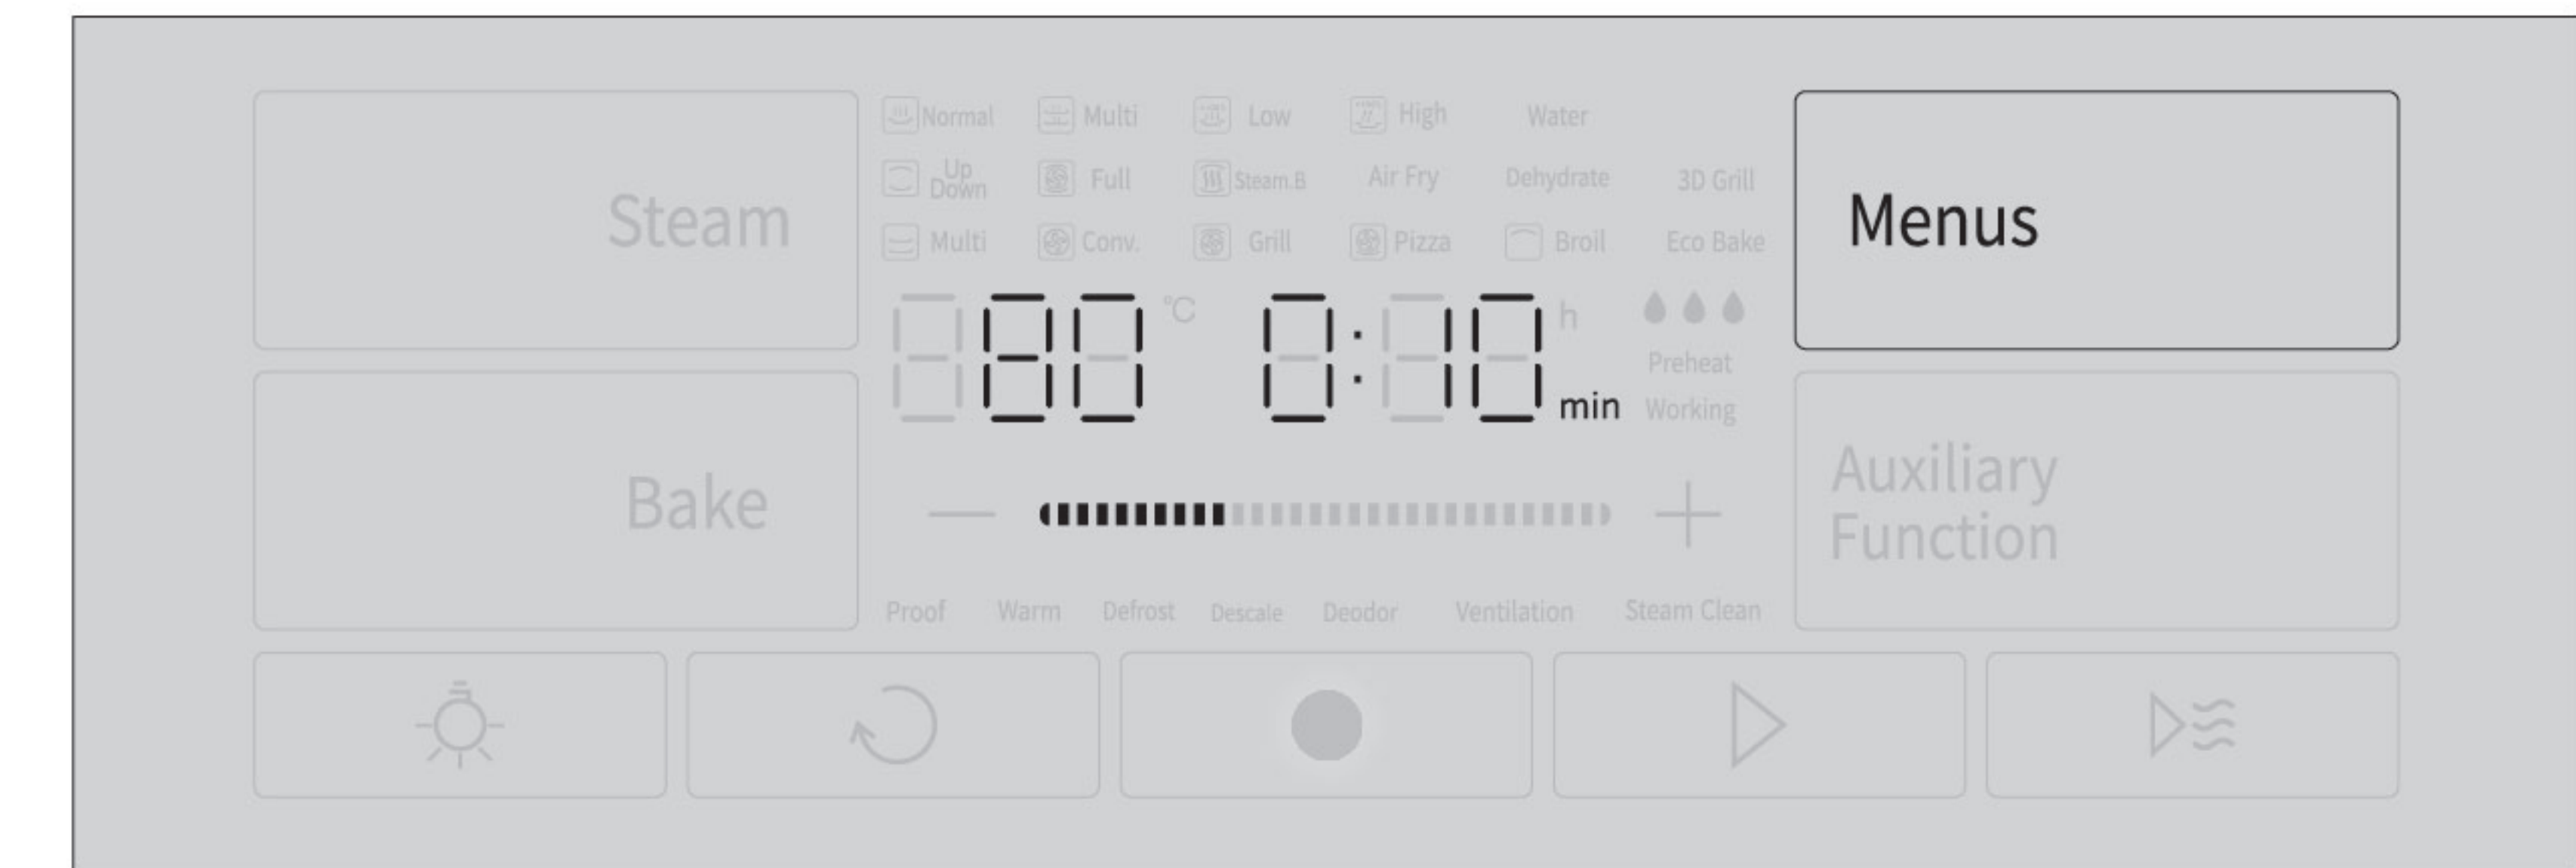 Steam
Bake
Normal Multi Low High Water
Up Down Full Steam.B Air Fry Dehydrate 3D Grill
Multi Conv. Grill Pizza Broil Eco Bake
80 °C 0:10 h min
Preheat
Working
Proof Warm Defrost Descale Deodor Ventilation Steam Clean
Menus
Auxiliary
Function